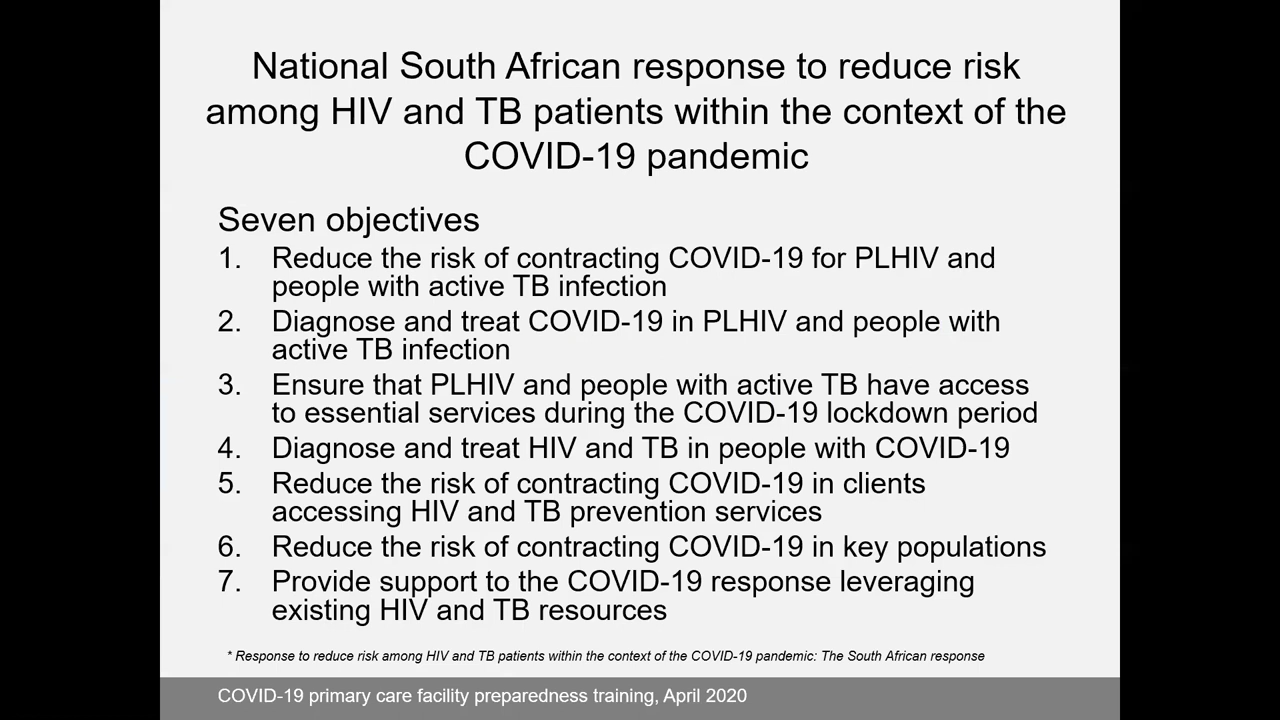 National South African response to reduce risk
among HIV and TB patients within the context of the
COVID-19 pandemic
Seven objectives
1. Reduce the risk of contracting COVID-19 for PLHIV and
people with active TB infection
2. Diagnose and treat COVID-19 in PLHIV and people with
active TB infection
3. Ensure that PLHIV and people with active TB have access
to essential services during the COVID-19 lockdown period
4. Diagnose and treat HIV and TB in people with COVID-19
5. Reduce the risk of contracting COVID-19 in clients
accessing HIV and TB prevention services
6. Reduce the risk of contracting COVID-19 in key populations
7. Provide support to the COVID-19 response leveraging
existing HIV and TB resources
* Response to reduce risk among HIV and TB patients within the context of the COVID-19 pandemic: The South African response
COVID-19 primary care facility preparedness training, April 2020